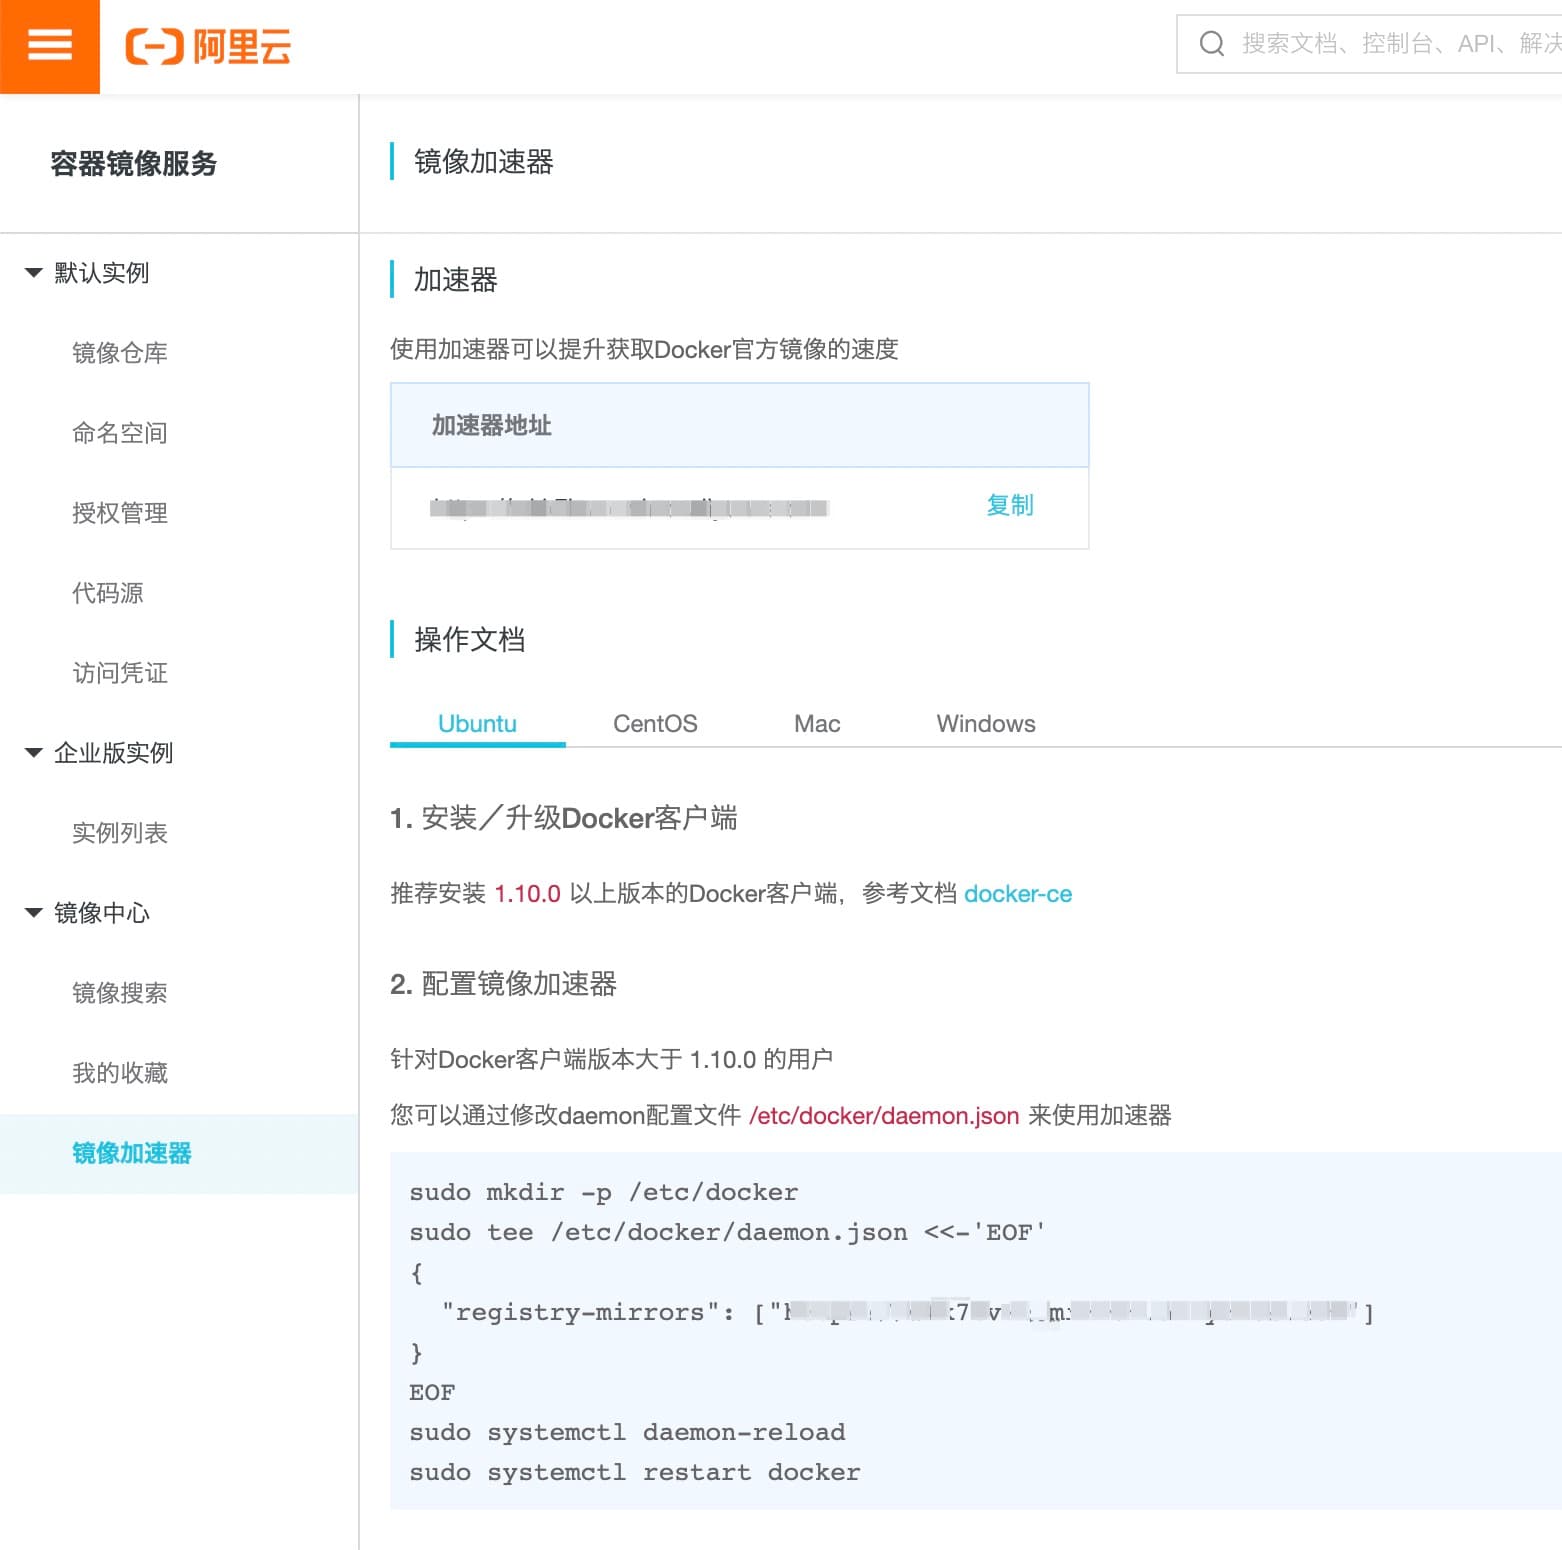 阿里云
搜索文档、控制台、API、解决
容器镜像服务
默认实例
镜像仓库
命名空间
授权管理
代码源
访问凭证
企业版实例
实例列表
镜像中心
镜像搜索
我的收藏
镜像加速器
镜像加速器
加速器
使用加速器可以提升获取Docker官方镜像的速度
加速器地址
复制
操作文档
Ubuntu CentOS Mac Windows
1. 安装／升级Docker客户端
推荐安装 1.10.0 以上版本的Docker客户端，参考文档 docker-ce
2. 配置镜像加速器
针对Docker客户端版本大于 1.10.0 的用户
您可以通过修改daemon配置文件 /etc/docker/daemon.json 来使用加速器
sudo mkdir -p /etc/docker
sudo tee /etc/docker/daemon.json <<-'EOF'
{
"registry-mirrors": ["]
}
EOF
sudo systemctl daemon-reload
sudo systemctl restart docker